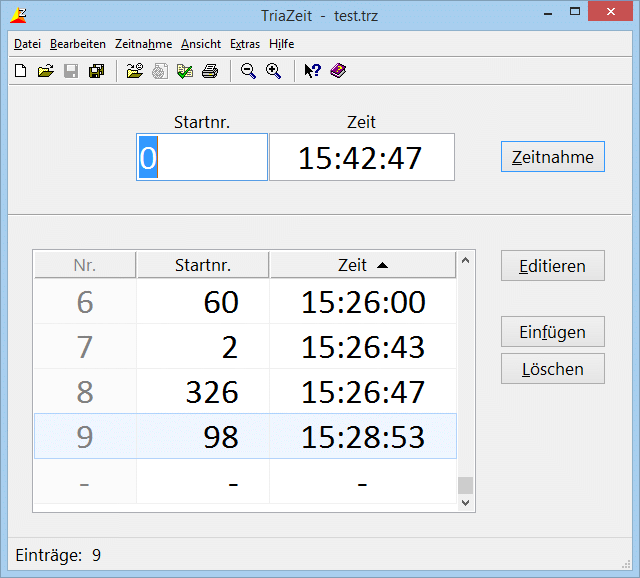 TriaZeit - test.trz
Datei Bearbeiten Zeitnahme Ansicht Extras Hilfe
Startnr. Zeit
0 15:42:47 Zeitnahme
Nr. Startnr. Zeit
6 60 15:26:00
7 2 15:26:43
8 326 15:26:47
9 98 15:28:53
- - -
Editieren
Einfügen
Löschen
Einträge: 9